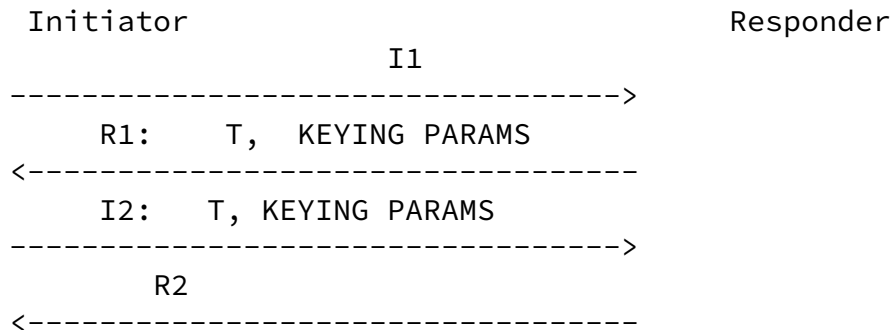 Initiator Responder
I1
---------------------------------->
R1: T, KEYING PARAMS
<----------------------------------
I2: T, KEYING PARAMS
---------------------------------->
R2
<----------------------------------